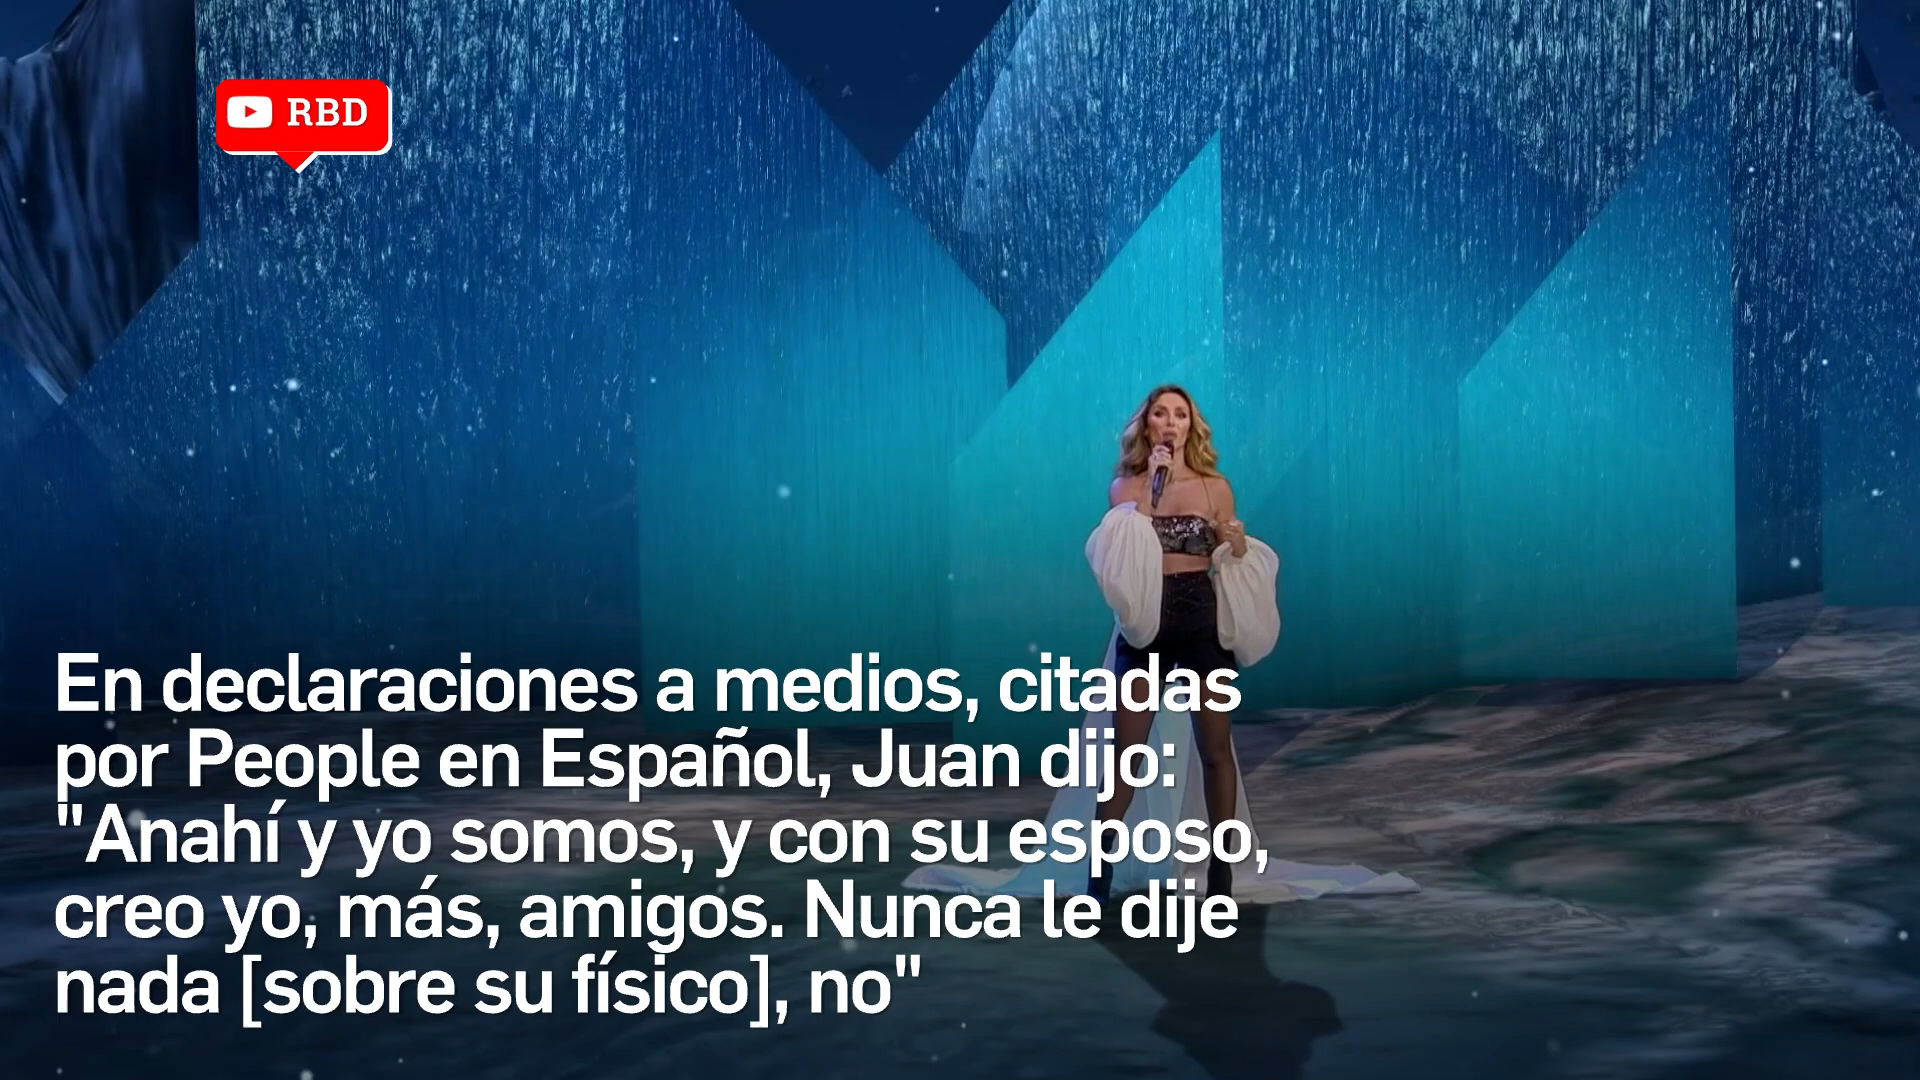 RBD
En declaraciones a medios, citadas
por People en Español, Juan dijo:
"Anahí y yo somos, y con su esposo,
creo yo, más, amigos. Nunca le dije
nada [sobre su físico], no"